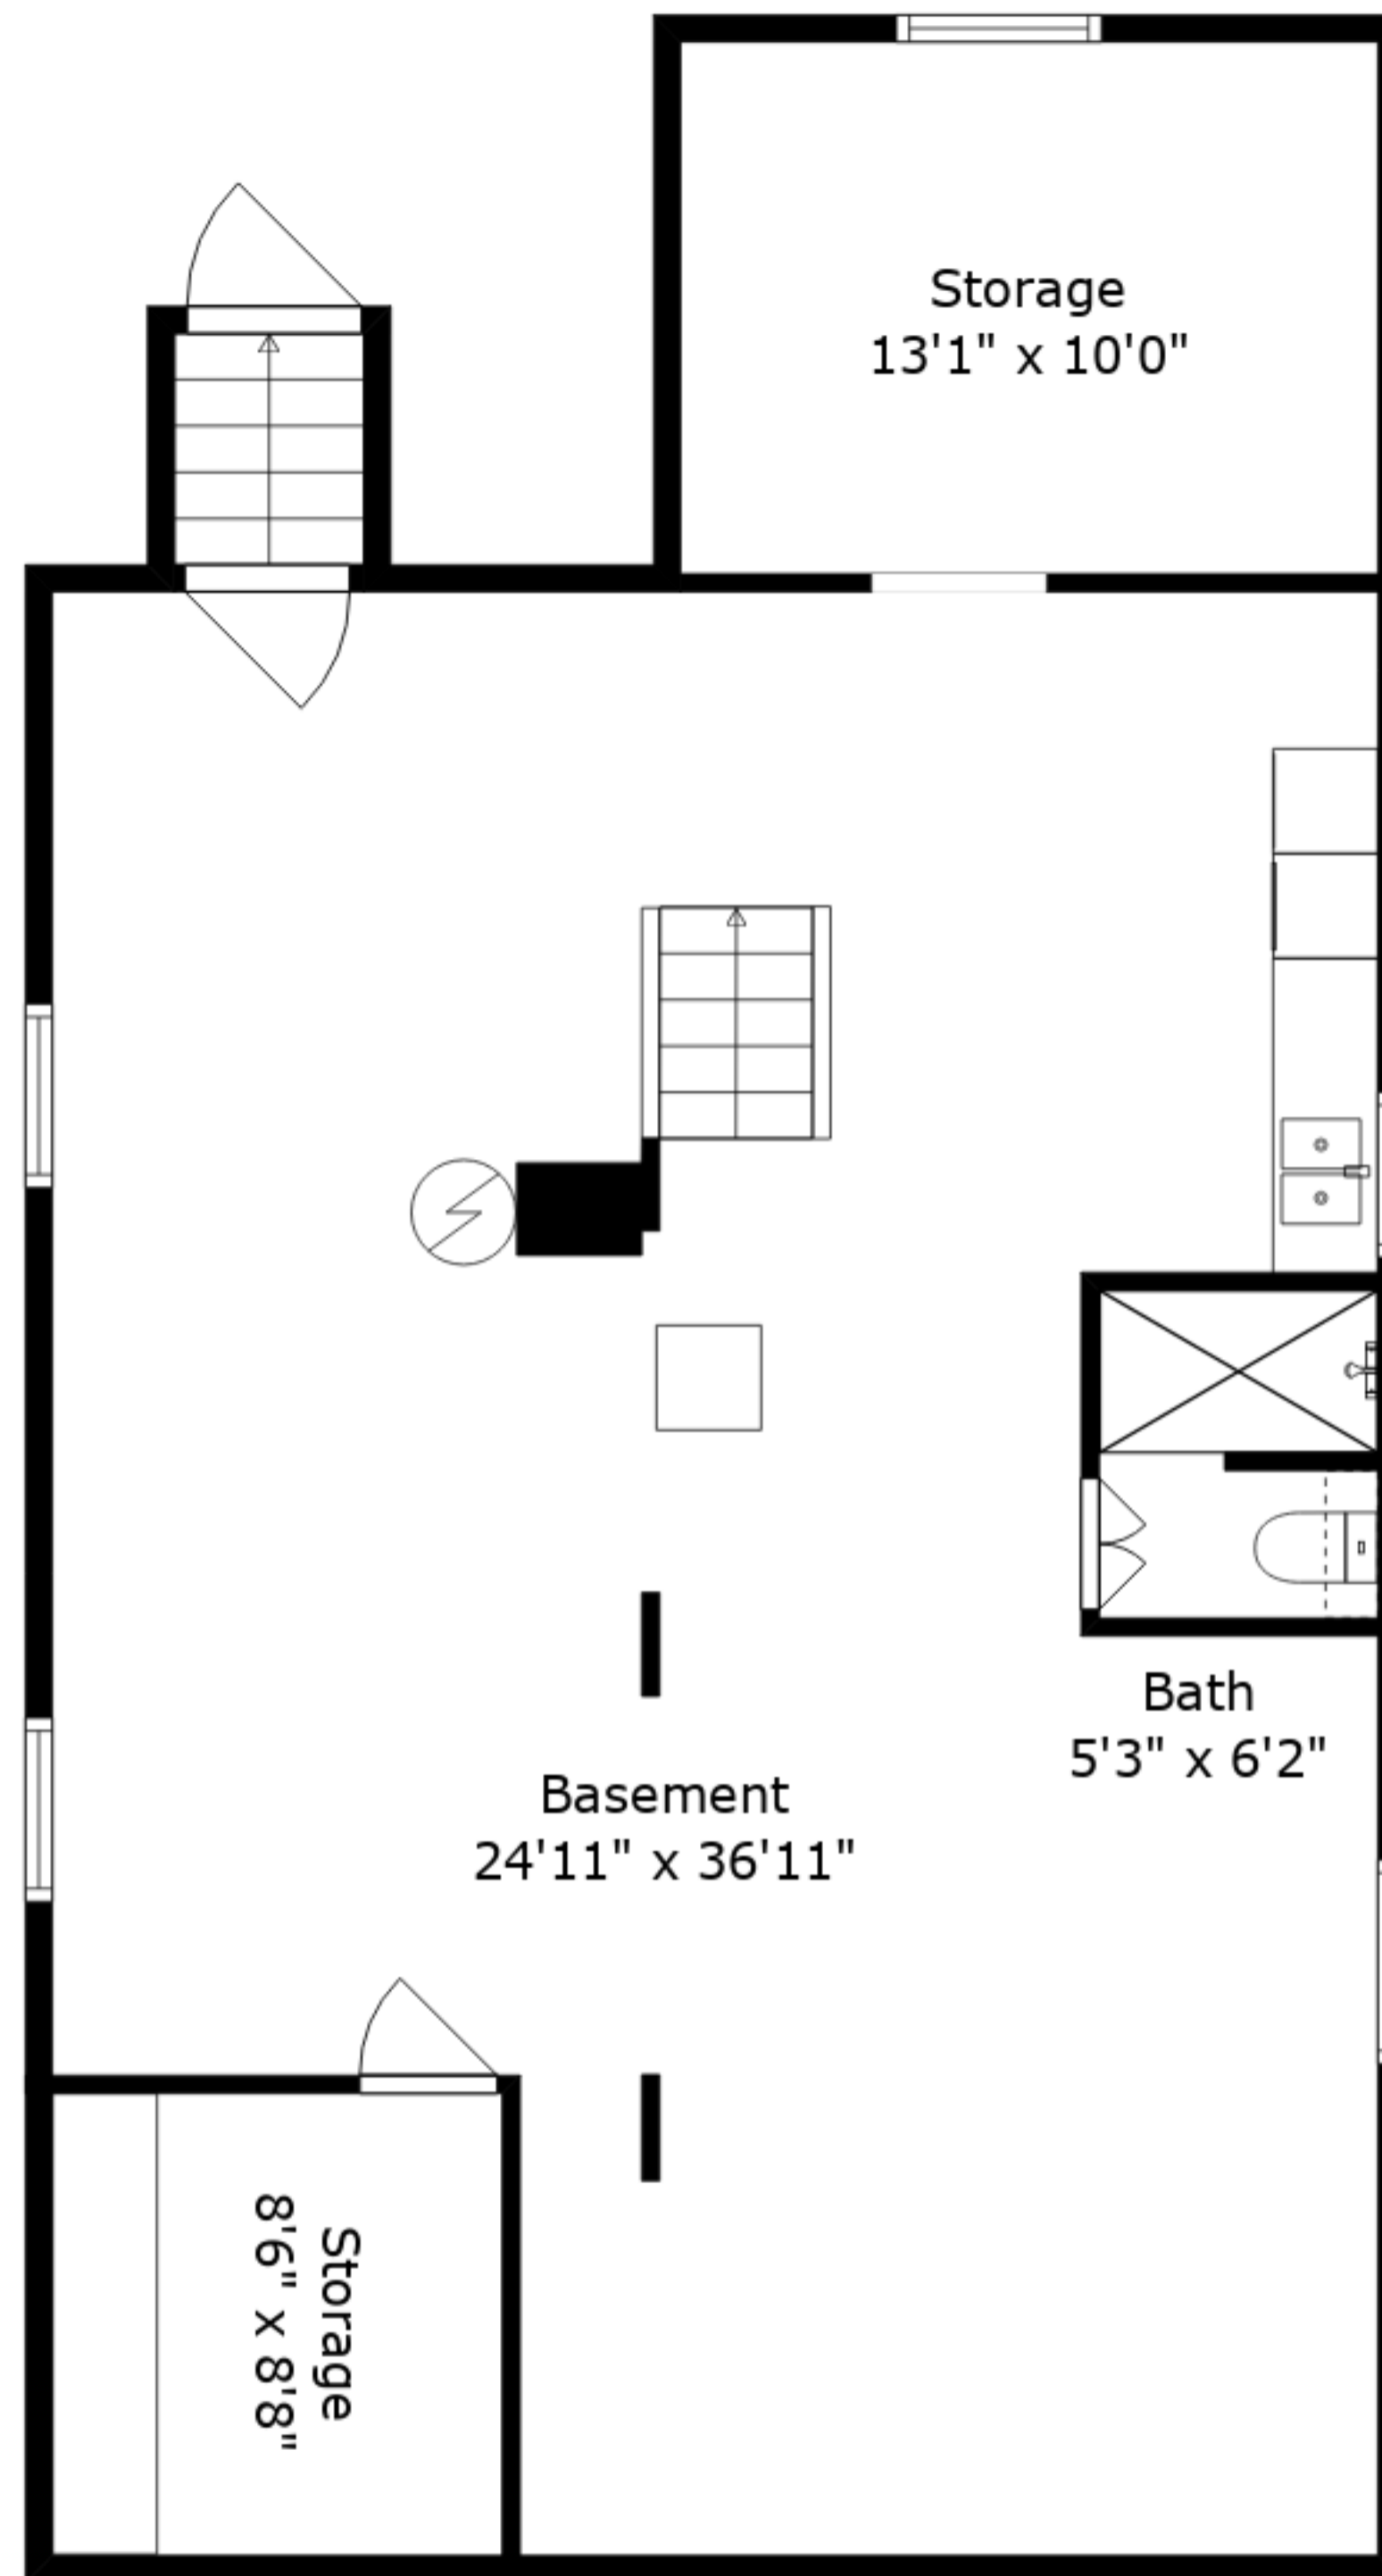 Storage
13'1" x 10'0"
Bath
5'3" x 6'2"
Basement
24'11" x 36'11"
Storage
8'6" x 8'8"